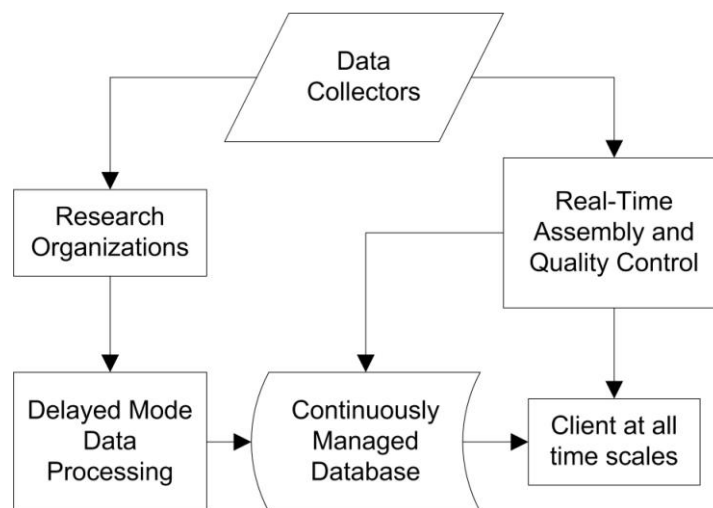 Data
Collectors
Research
Organizations
Real-Time
Assembly and
Quality Control
Delayed Mode
Data
Processing
Continuously
Managed
Database
Client at all
time scales